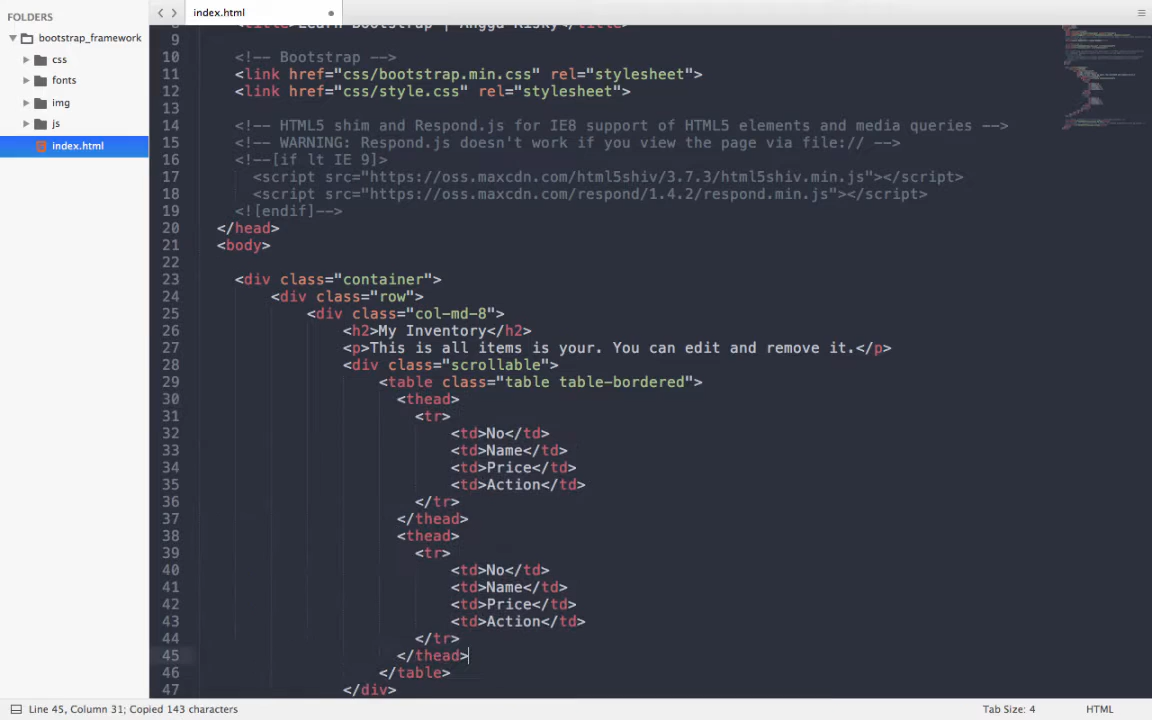 FOLDERS
bootstrap_framework
css
fonts
img
js
index.html
index.html
8 <title>Learn Bootstrap | Angga Risky</title>
9
10 <!-- Bootstrap -->
11 <link href="css/bootstrap.min.css" rel="stylesheet">
12 <link href="css/style.css" rel="stylesheet">
13
14 <!-- HTML5 shim and Respond.js for IE8 support of HTML5 elements and media queries -->
15 <!-- WARNING: Respond.js doesn't work if you view the page via file:// -->
16 <!--[if lt IE 9]>
17 <script src="https://oss.maxcdn.com/html5shiv/3.7.3/html5shiv.min.js"></script>
18 <script src="https://oss.maxcdn.com/respond/1.4.2/respond.min.js"></script>
19 <![endif]-->
20 </head>
21 <body>
22
23 <div class="container">
24 <div class="row">
25 <div class="col-md-8">
26 <h2>My Inventory</h2>
27 <p>This is all items is your. You can edit and remove it.</p>
28 <div class="scrollable">
29 <table class="table table-bordered">
30 <thead>
31 <tr>
32 <td>No</td>
33 <td>Name</td>
34 <td>Price</td>
35 <td>Action</td>
36 </tr>
37 </thead>
38 <thead>
39 <tr>
40 <td>No</td>
41 <td>Name</td>
42 <td>Price</td>
43 <td>Action</td>
44 </tr>
45 </thead>
46 </table>
47 </div>
Line 45, Column 31; Copied 143 characters
Tab Size: 4
HTML